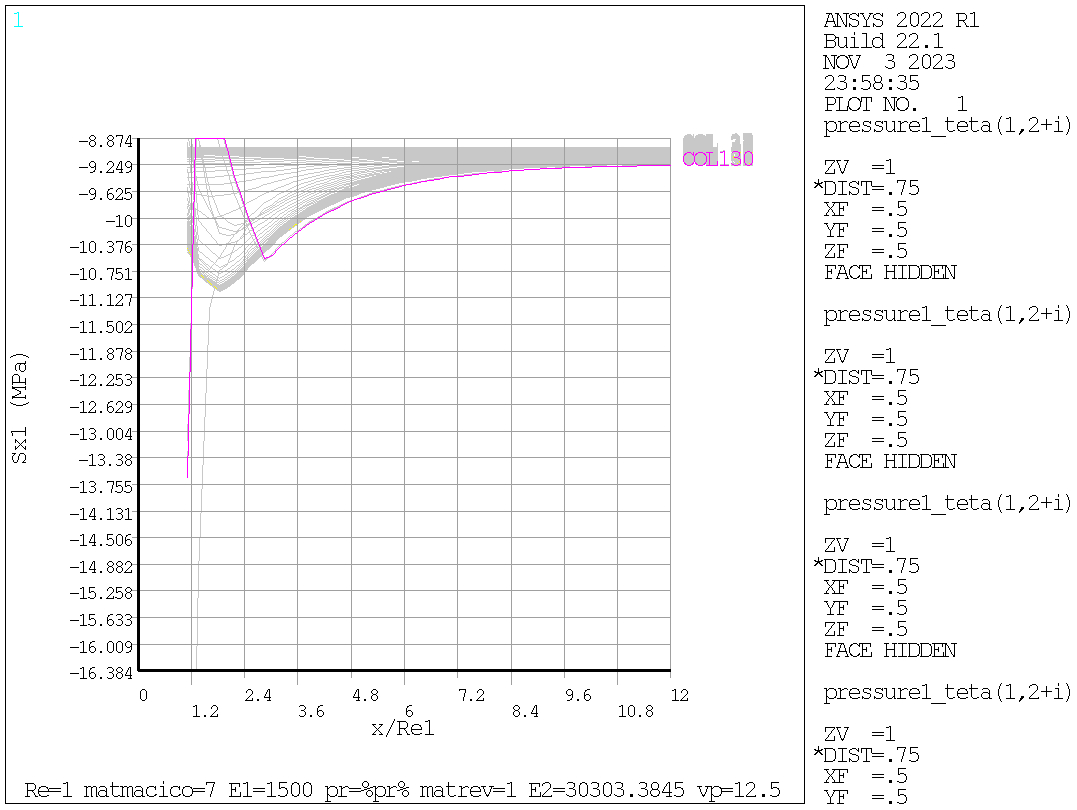 1
ANSYS 2022 R1
Build 22.1
NOV  3 2023
23:58:35
PLOT NO.   1
pressure1_teta(1,2+i)
ZV  =1
*DIST=.75
XF  =.5
YF  =.5
ZF  =.5
FACE HIDDEN
pressure1_teta(1,2+i)
ZV  =1
*DIST=.75
XF  =.5
YF  =.5
ZF  =.5
FACE HIDDEN
pressure1_teta(1,2+i)
ZV  =1
*DIST=.75
XF  =.5
YF  =.5
ZF  =.5
FACE HIDDEN
pressure1_teta(1,2+i)
ZV  =1
*DIST=.75
XF  =.5
YF  =.5
COL130
-8.874
-9.249
-9.625
-10
-10.376
-10.751
-11.127
-11.502
-11.878
-12.253
-12.629
-13.004
-13.38
-13.755
-14.131
-14.506
-14.882
-15.258
-15.633
-16.009
-16.384
Sx1 (MPa)
0
1.2
2.4
3.6
4.8
6
7.2
8.4
9.6
10.8
12
x/Re1
Re=1 matmacico=7 E1=1500 pr=%pr% matrev=1 E2=30303.3845 vp=12.5